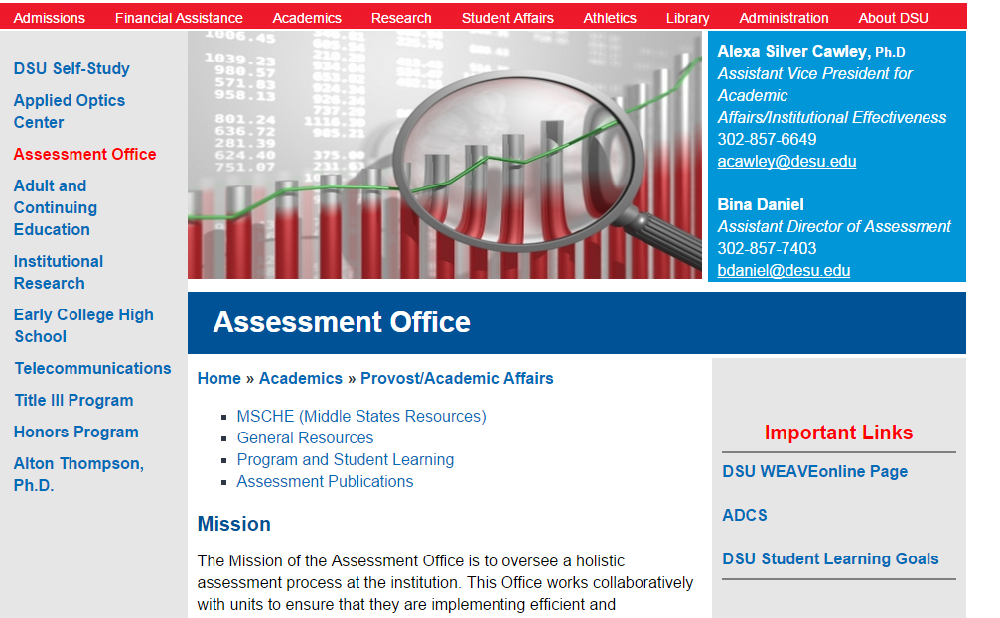 Admissions Financial Assistance Academics Research Student Affairs Athletics Library Administration About DSU
DSU Self-Study
Applied Optics
Center
Assessment Office
Adult and
Continuing
Education
Institutional
Research
Early College High
School
Telecommunications
Title III Program
Honors Program
Alton Thompson,
Ph.D.
1006.45
1039.23
980.57
571.83
958.13
801.24
636.72
281.39
624.40
751.07
Alexa Silver Cawley, Ph.D
Assistant Vice President for
Academic
Affairs/Institutional Effectiveness
302-857-6649
acawley@desu.edu
Bina Daniel
Assistant Director of Assessment
302-857-7403
bdaniel@desu.edu
Assessment Office
Home » Academics » Provost/Academic Affairs
MSCHE (Middle States Resources)
General Resources
Program and Student Learning
Assessment Publications
Mission
The Mission of the Assessment Office is to oversee a holistic
assessment process at the institution. This Office works collaboratively
with units to ensure that they are implementing efficient and
Important Links
DSU WEAVEonline Page
ADCS
DSU Student Learning Goals